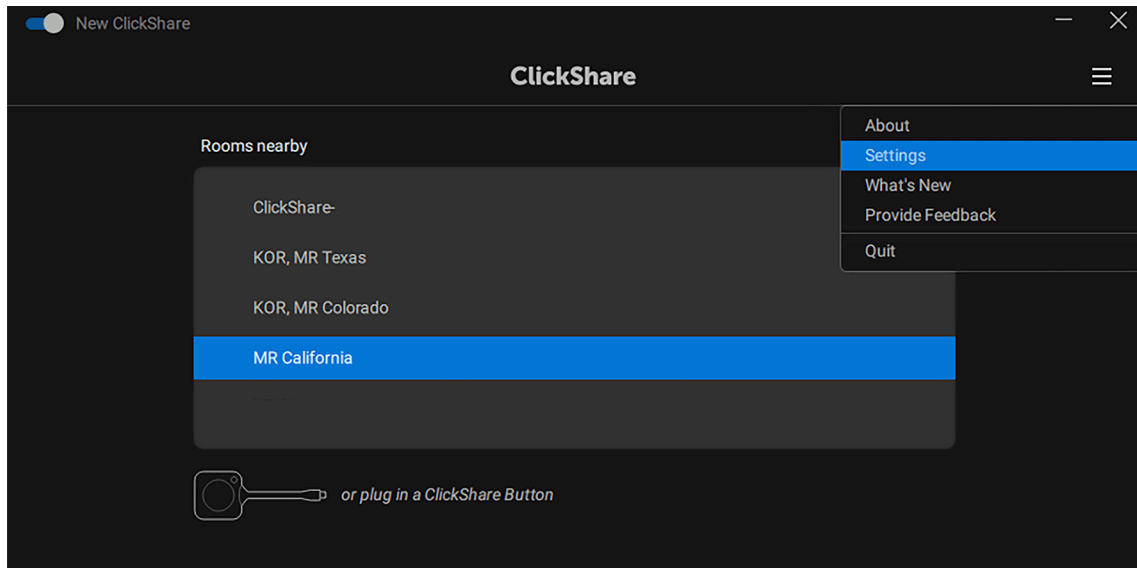 New ClickShare
ClickShare
About
Settings
What's New
Provide Feedback
Quit
Rooms nearby
ClickShare-
KOR, MR Texas
KOR, MR Colorado
MR California
or plug in a ClickShare Button